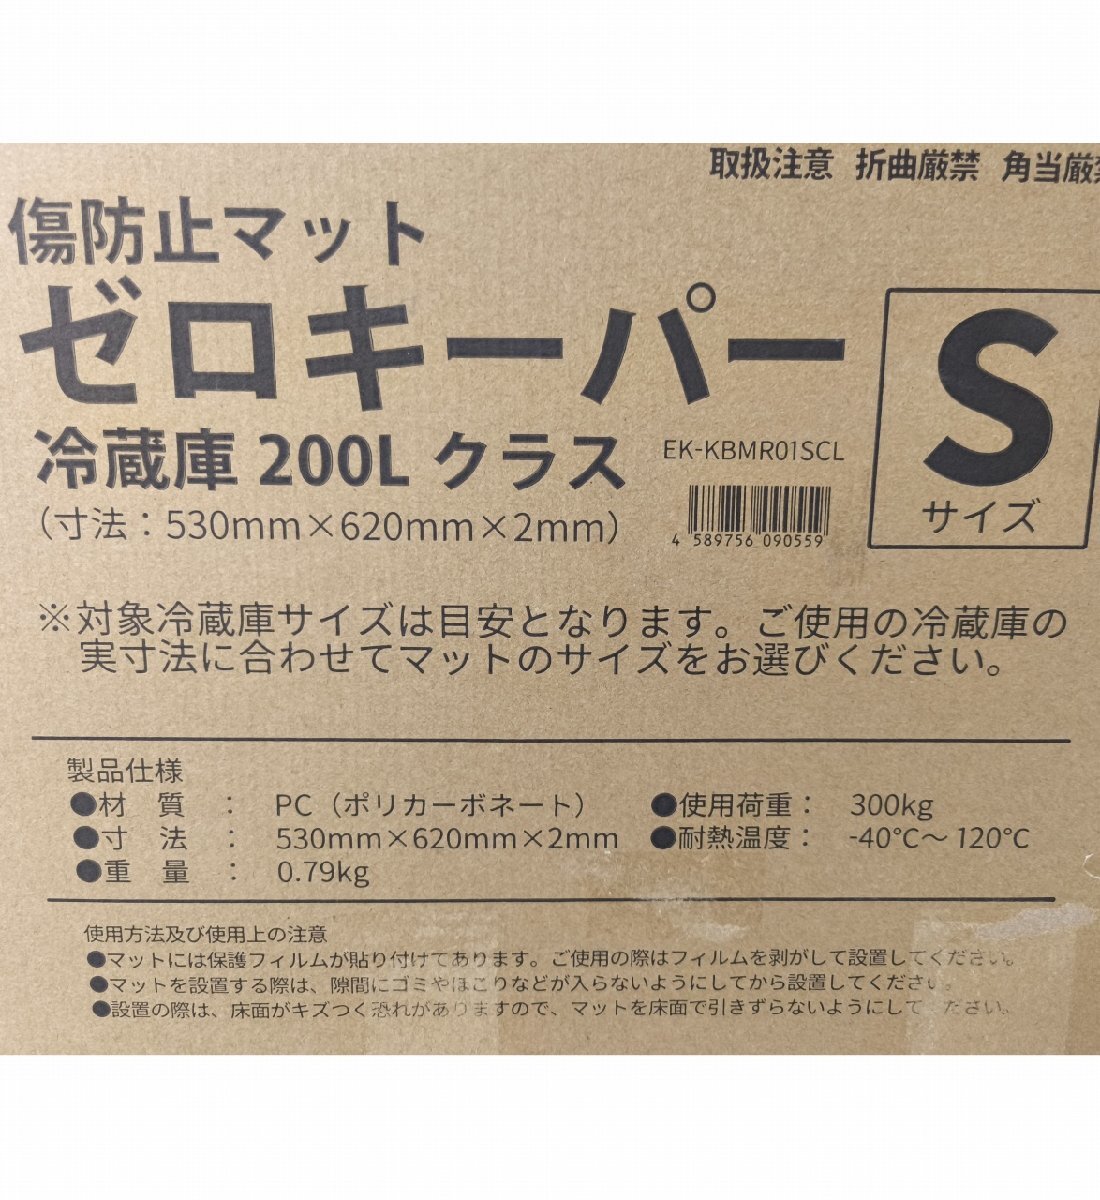 取扱注意 折曲厳禁 角当厳禁
傷防止マット
ゼロキーパー
冷蔵庫 200L クラス
(寸法:530mm×620mm×2mm)
EK-KBMR01SCL
4 589756 090559
S
サイズ
※対象冷蔵庫サイズは目安となります。ご使用の冷蔵庫の
実寸法に合わせてマットのサイズをお選びください。
製品仕様
●材 質 : PC(ポリカーボネート) ●使用荷重: 300kg
●寸 法 : 530mm×620mm×2mm ●耐熱温度: -40℃～120℃
●重 量 : 0.79kg
使用方法及び使用上の注意
●マットには保護フィルムが貼り付けてあります。ご使用の際はフィルムを剥がして設置してください。
●マットを設置する際は、隙間にゴミやほこりなどが入らないようにしてから設置してください。
●設置の際は、床面がキズつく恐れがありますので、マットを床面で引きずらないようにしてください。